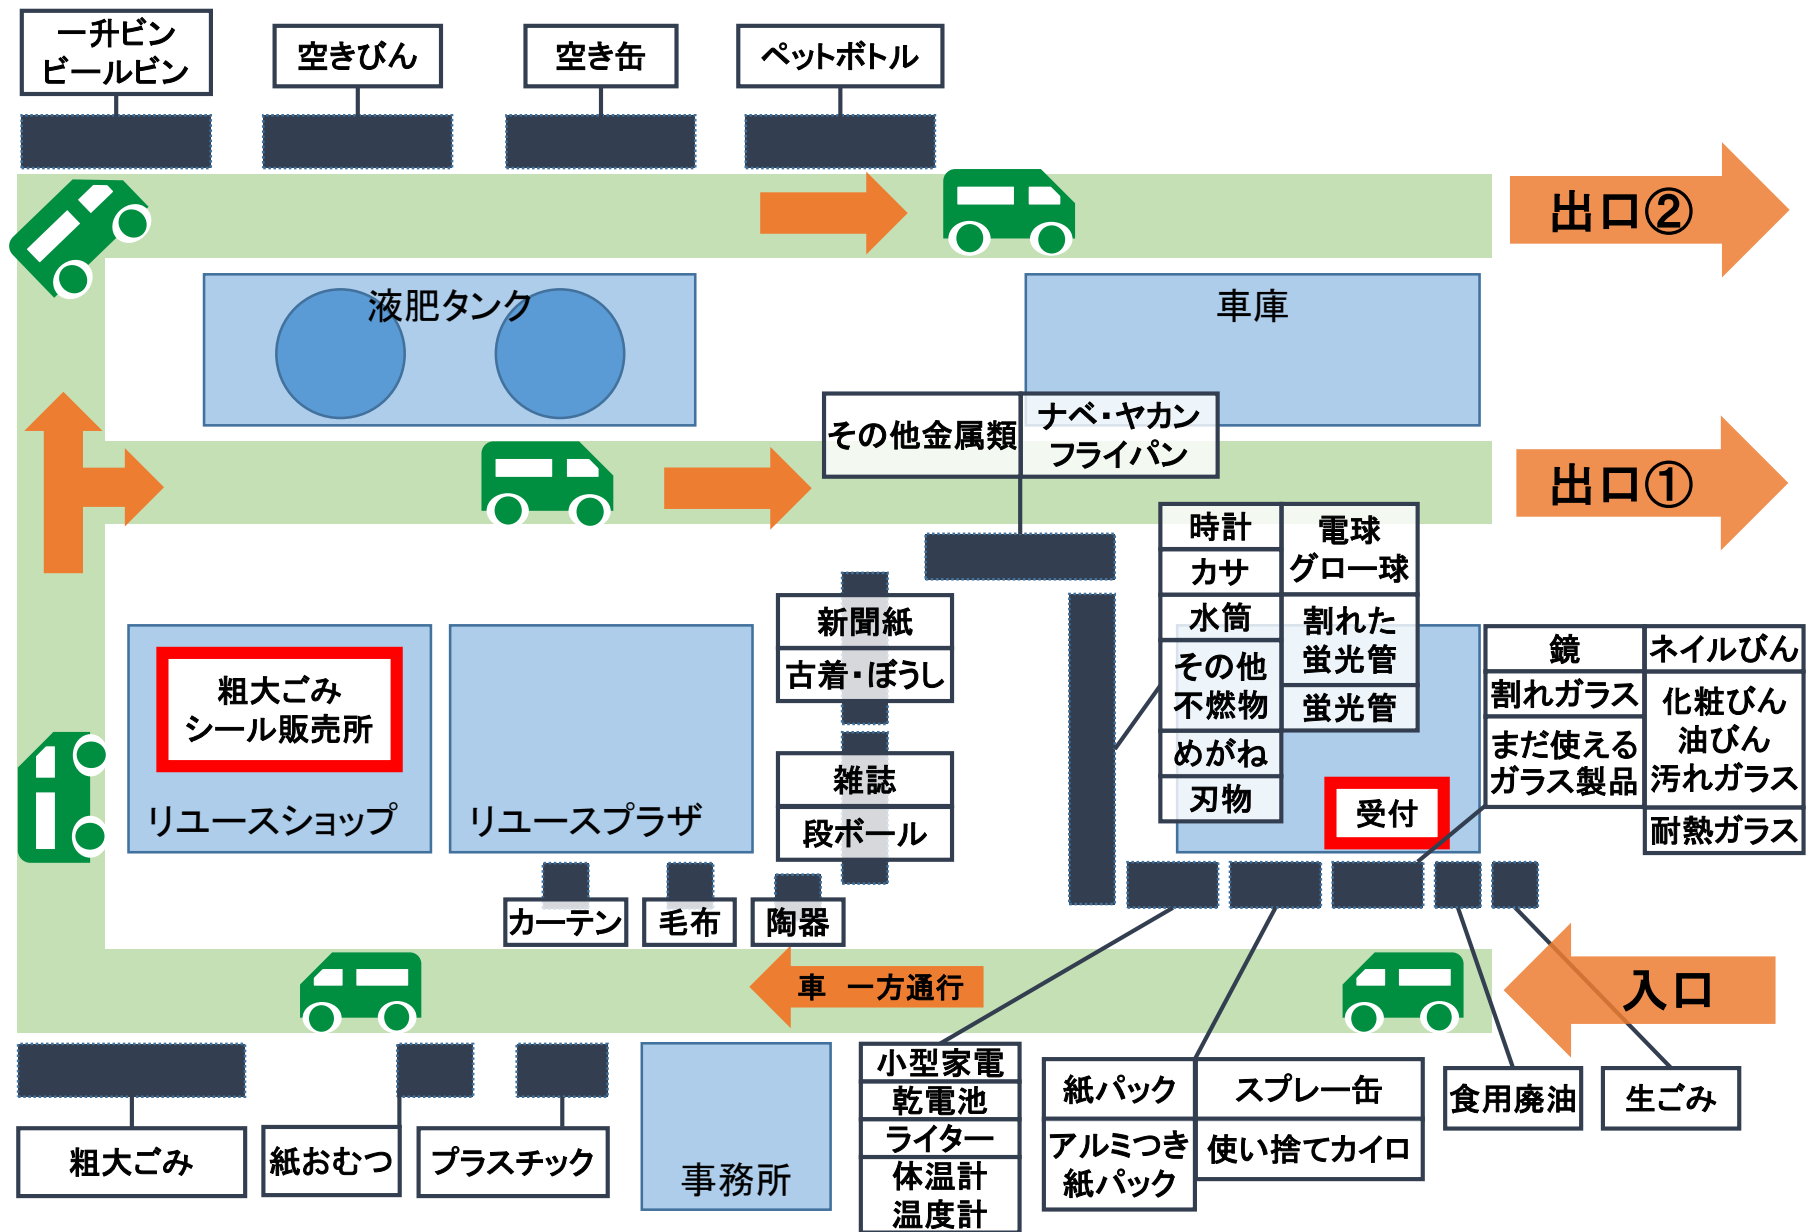 一升ビン
ビールビン
空きびん
空き缶
ペットボトル
出口②
液肥タンク
車庫
その他金属類
ナベ・ヤカン
フライパン
出口①
時計
カサ
水筒
その他
不燃物
めがね
刃物
電球
グロー球
割れた
蛍光管
蛍光管
新聞紙
古着・ぼうし
雑誌
段ボール
粗大ごみ
シール販売所
リユースショップ
リユースプラザ
受付
鏡
割れガラス
まだ使える
ガラス製品
ネイルびん
化粧びん
油びん
汚れガラス
耐熱ガラス
カーテン
毛布
陶器
車 一方通行
入口
粗大ごみ
紙おむつ
プラスチック
事務所
小型家電
乾電池
ライター
体温計
温度計
紙パック
アルミつき
紙パック
スプレー缶
使い捨てカイロ
食用廃油
生ごみ